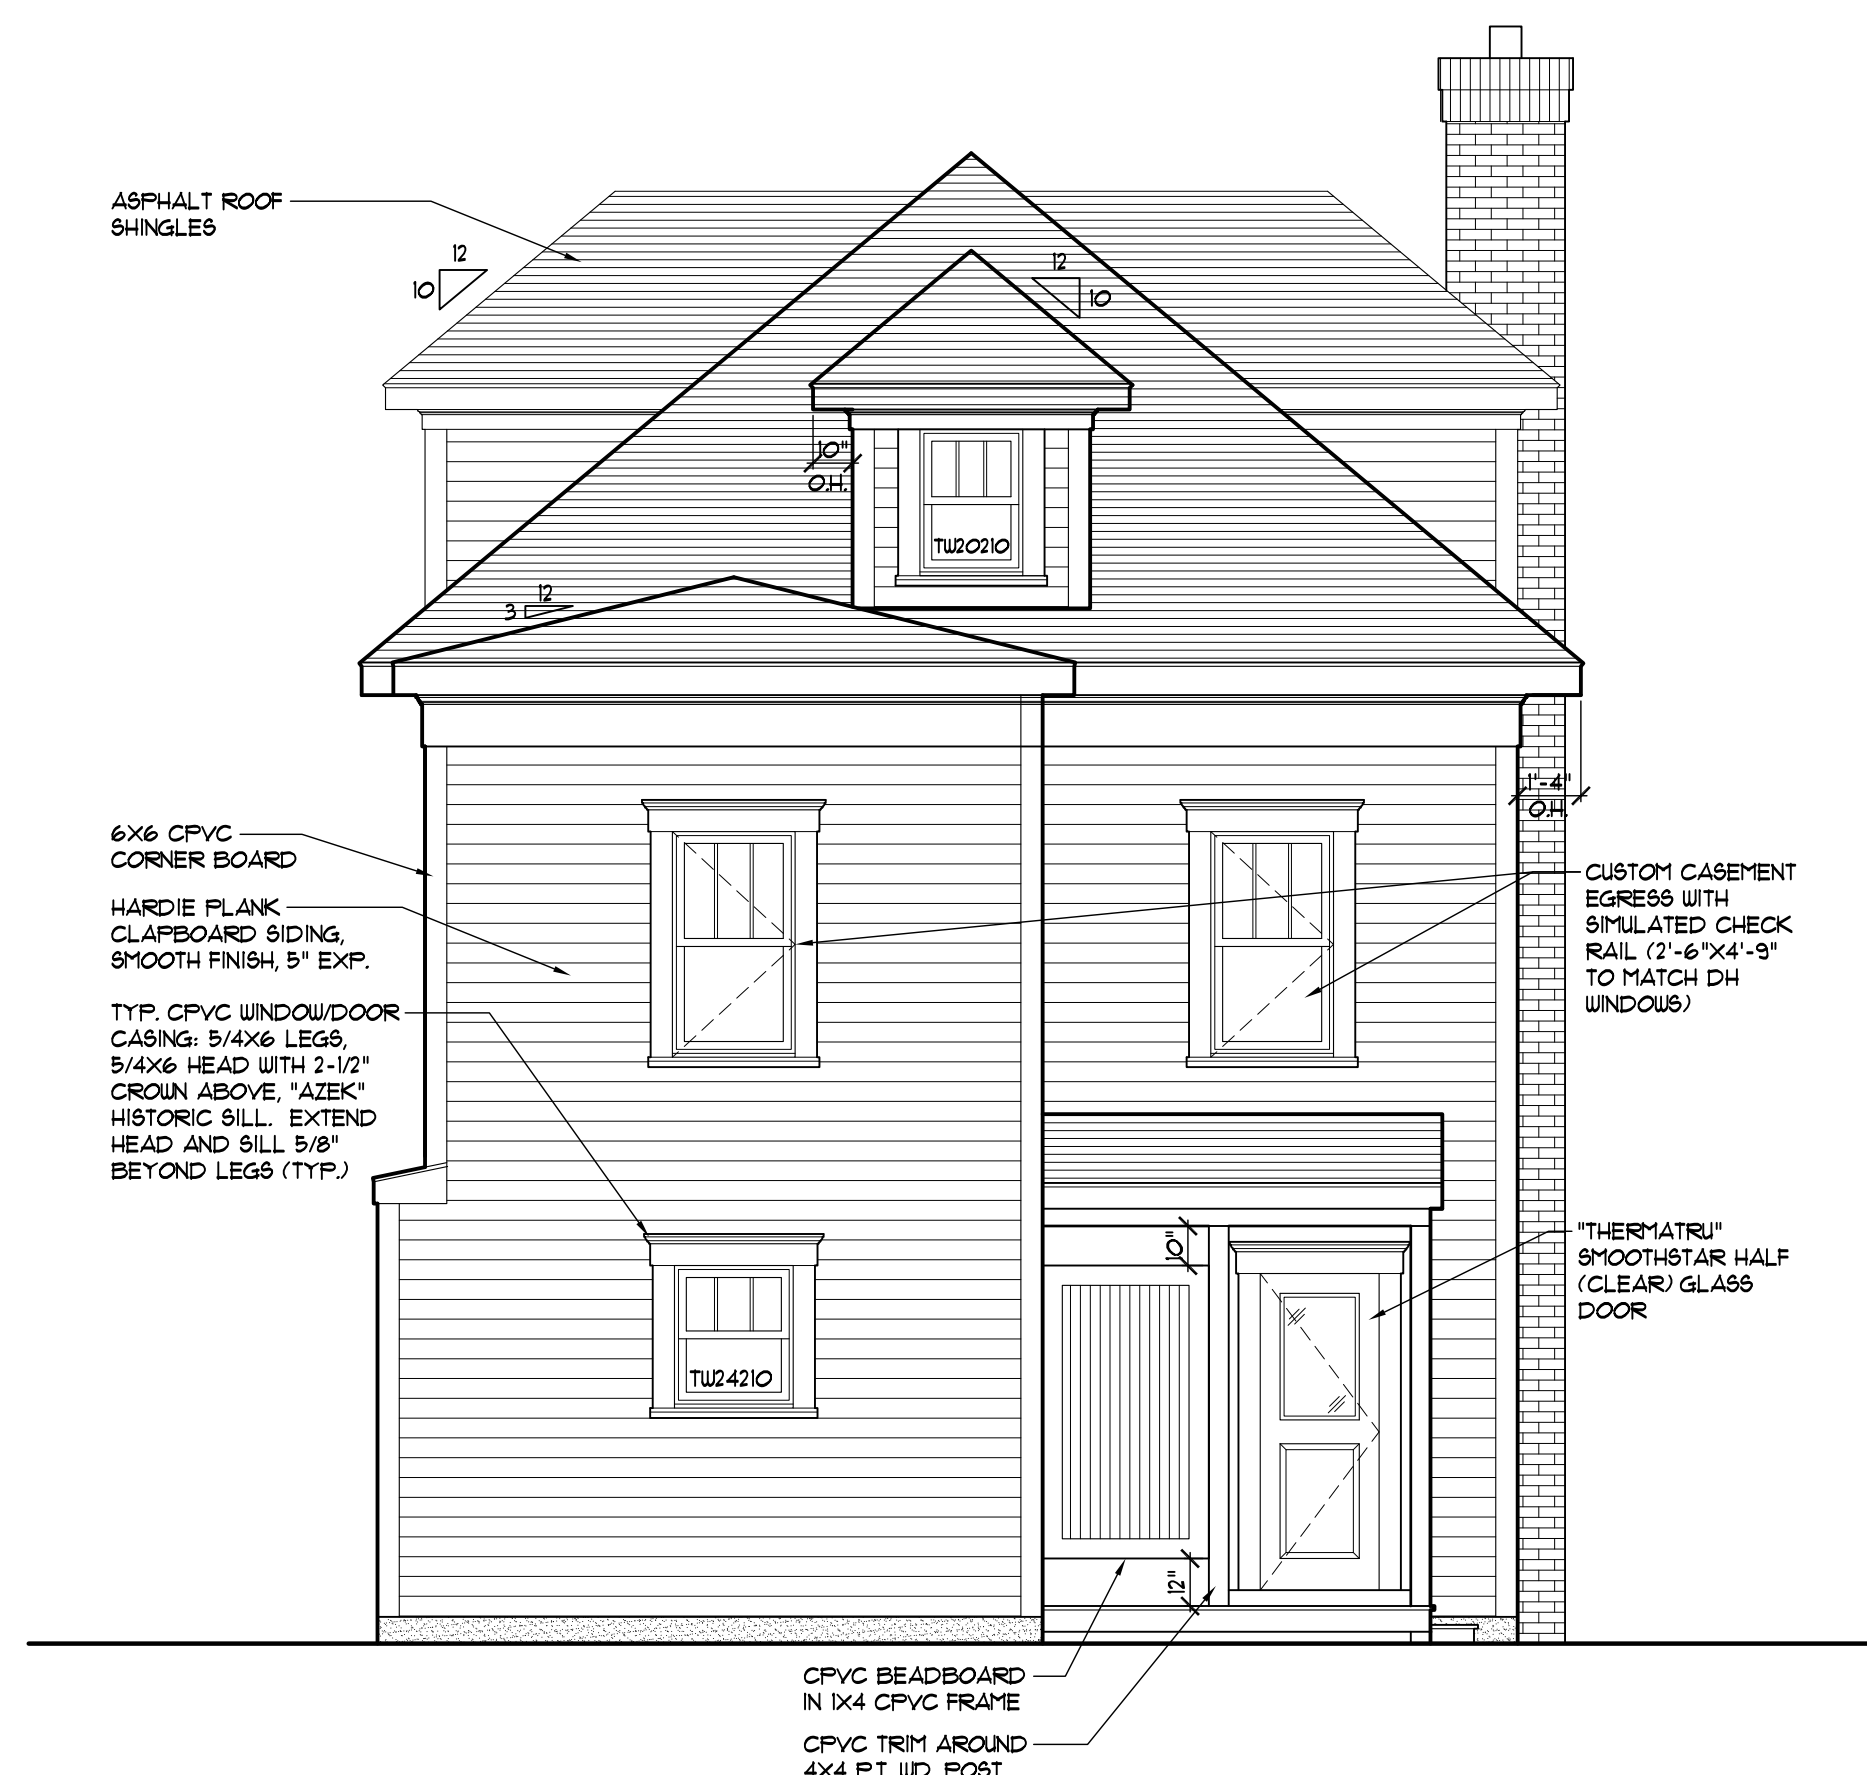 ASPHALT ROOF
SHINGLES
12
10
12
10
10"
O.H.
TW20210
12
3
1'-4"
O.H.
6X6 CPVC
CORNER BOARD
HARDIE PLANK
CLAPBOARD SIDING,
SMOOTH FINISH, 5" EXP.
TYP. CPVC WINDOW/DOOR
CASING: 5/4X6 LEGS,
5/4X6 HEAD WITH 2-1/2"
CROWN ABOVE, "AZEK"
HISTORIC SILL. EXTEND
HEAD AND SILL 5/8"
BEYOND LEGS (TYP.)
CUSTOM CASEMENT
EGRESS WITH
SIMULATED CHECK
RAIL (2'-6"X4'-9"
TO MATCH DH
WINDOWS)
10"
"THERMATRU"
SMOOTHSTAR HALF
(CLEAR) GLASS
DOOR
TW24210
12"
CPVC BEADBOARD
IN 1X4 CPVC FRAME
CPVC TRIM AROUND
4X4 P.T. WD. POST